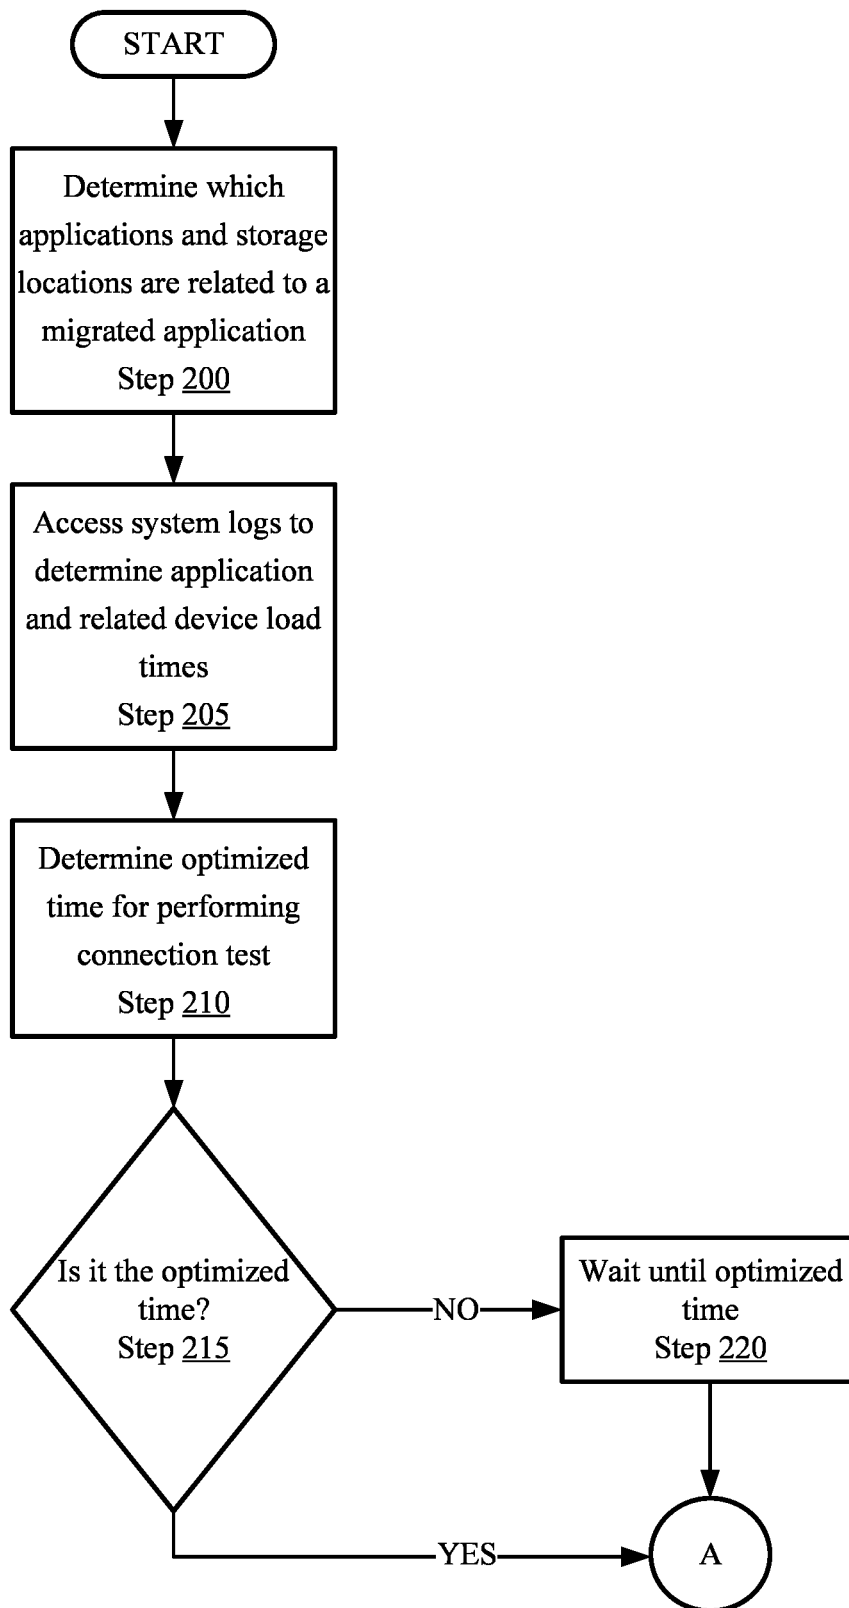 START
Determine which
applications and storage
locations are related to a
migrated application
Step 200
Access system logs to
determine application
and related device load
times
Step 205
Determine optimized
time for performing
connection test
Step 210
Is it the optimized
time?
Step 215
NO
Wait until optimized
time
Step 220
YES
A